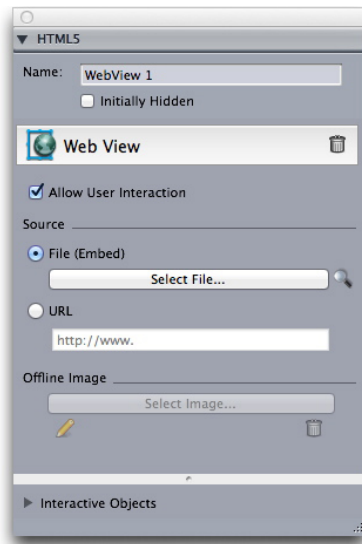 HTML5
Name: WebView 1
Initially Hidden
Web View
Allow User Interaction
Source
File (Embed)
Select File...
URL
http://www.
Offline Image
Select Image...
Interactive Objects